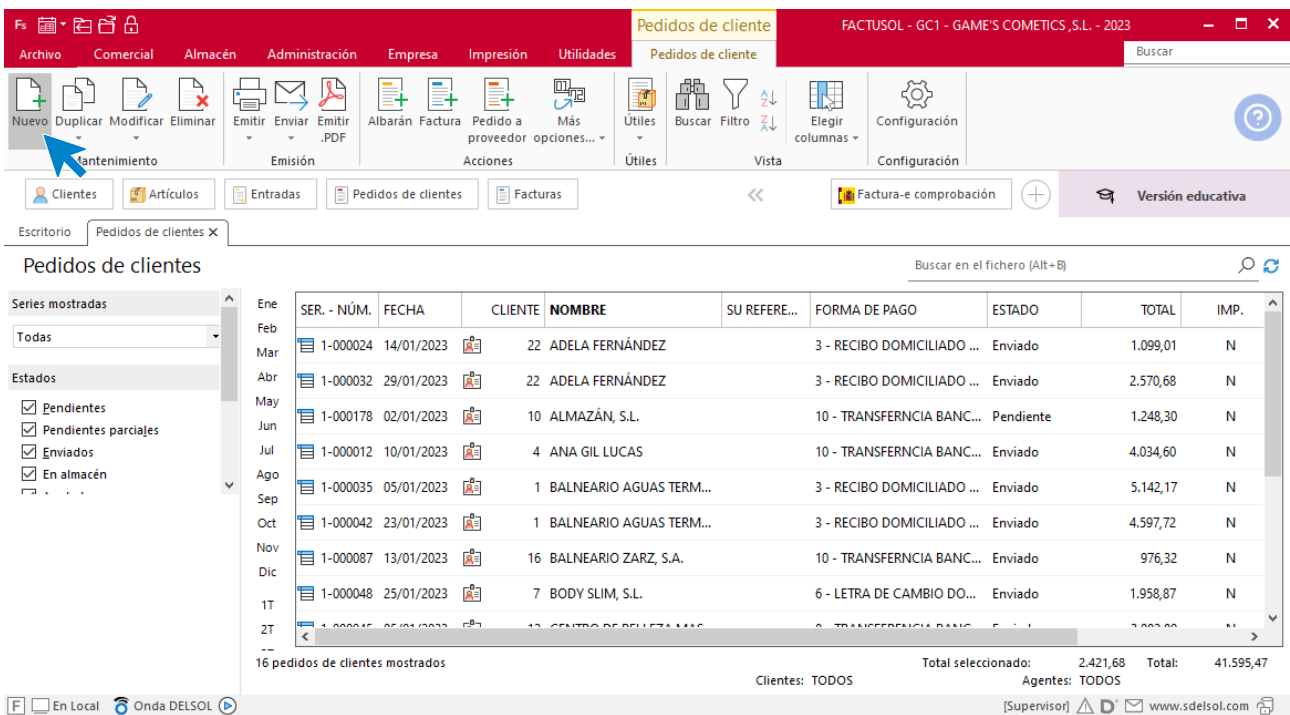 Fs
Pedidos de cliente
FACTUSOL - GC1 - GAME'S COMETICS ,S.L. - 2023
Archivo Comercial Almacén Administración Empresa Impresión Utilidades Pedidos de cliente Buscar
Nuevo Duplicar Modificar Eliminar Emitir Enviar Emitir .PDF Albarán Factura Pedido a proveedor Más opciones... Útiles Buscar Filtro Elegir columnas Configuración
Mantenimiento Emisión Acciones Útiles Vista Configuración
Clientes Artículos Entradas Pedidos de clientes Facturas Factura-e comprobación Versión educativa
Escritorio Pedidos de clientes X
Pedidos de clientes
Buscar en el fichero (Alt+B)
Series mostradas
Todas
Estados
Pendientes
Pendientes parciales
Enviados
En almacén
Ene
Feb
Mar
Abr
May
Jun
Jul
Ago
Sep
Oct
Nov
Dic
1T
2T
SER. - NÚM. FECHA CLIENTE NOMBRE SU REFERE... FORMA DE PAGO ESTADO TOTAL IMP.
1-000024 14/01/2023 22 ADELA FERNÁNDEZ 3 - RECIBO DOMICILIADO ... Enviado 1.099,01 N
1-000032 29/01/2023 22 ADELA FERNÁNDEZ 3 - RECIBO DOMICILIADO ... Enviado 2.570,68 N
1-000178 02/01/2023 10 ALMAZÁN, S.L. 10 - TRANSFERNCIA BANC... Pendiente 1.248,30 N
1-000012 10/01/2023 4 ANA GIL LUCAS 10 - TRANSFERNCIA BANC... Enviado 4.034,60 N
1-000035 05/01/2023 1 BALNEARIO AGUAS TERM... 3 - RECIBO DOMICILIADO ... Enviado 5.142,17 N
1-000042 23/01/2023 1 BALNEARIO AGUAS TERM... 3 - RECIBO DOMICILIADO ... Enviado 4.597,72 N
1-000087 13/01/2023 16 BALNEARIO ZARZ, S.A. 10 - TRANSFERNCIA BANC... Enviado 976,32 N
1-000048 25/01/2023 7 BODY SLIM, S.L. 6 - LETRA DE CAMBIO DO... Enviado 1.958,87 N
16 pedidos de clientes mostrados
Total seleccionado: 2.421,68 Total: 41.595,47
Clientes: TODOS Agentes: TODOS
F En Local Onda DELSOL [Supervisor] D www.sdelsol.com